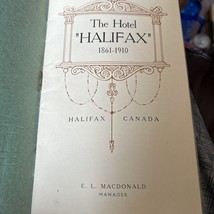 The Hotel
"HALIFAX"
1861-1910
HALIFAX CANADA
E. L. MACDONALD
MANAGER